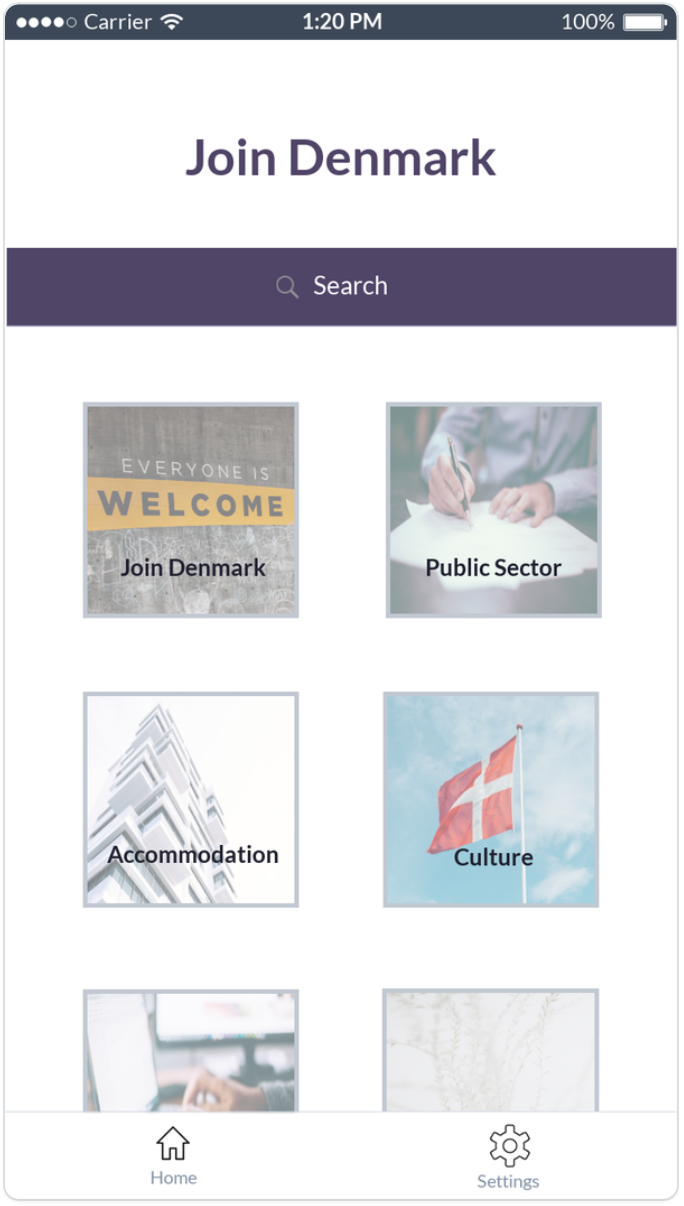 Carrier 1:20 PM 100%
Join Denmark
Search
EVERYONE IS
WELCOME
Join Denmark
Public Sector
Accommodation
Culture
Home
Settings